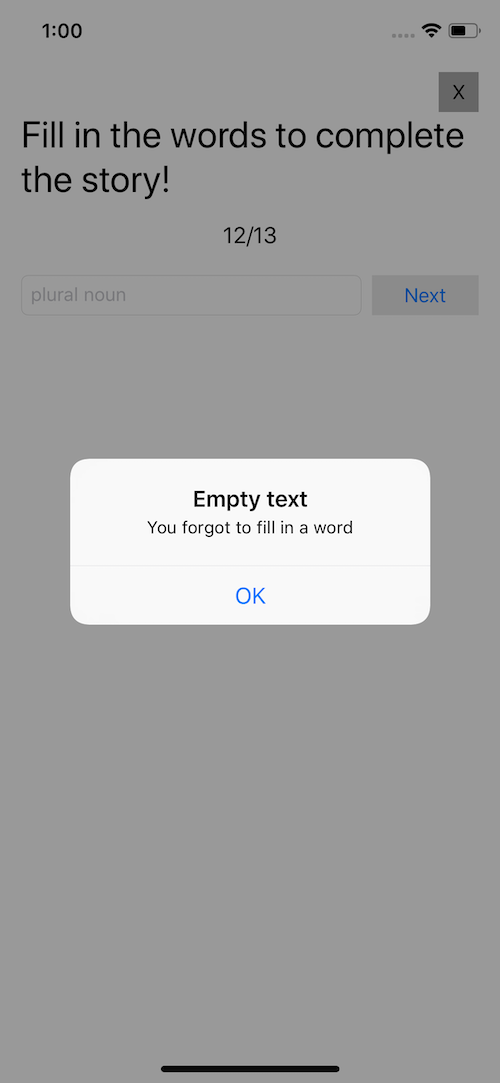 1:00
X
Fill in the words to complete
the story!
12/13
plural noun
Next
Empty text
You forgot to fill in a word
OK